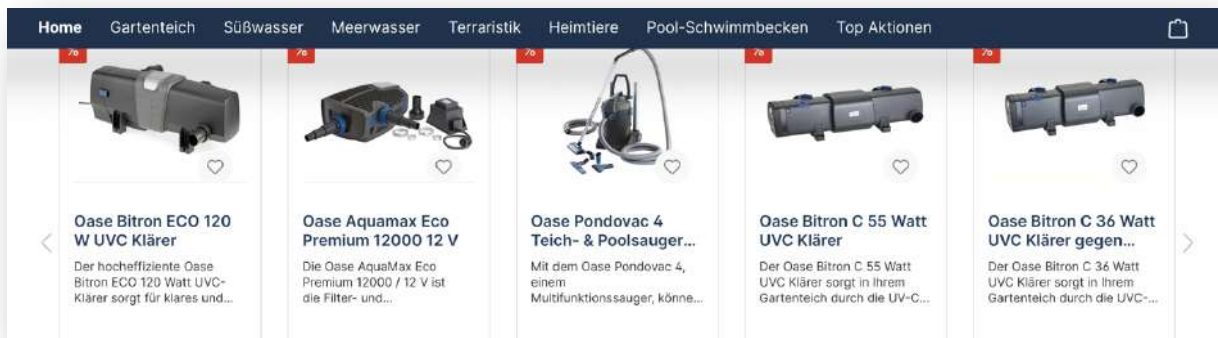 Home Gartenteich Süßwasser Meerwasser Terraristik Heimtiere Pool-Schwimmbecken Top Aktionen
% % % % %
Oase Bitron ECO 120
W UVC Klärer
Der hocheffiziente Oase
Bitron ECO 120 Watt UVC-
Klärer sorgt für klares und...
Oase Aquamax Eco
Premium 12000 12 V
Die Oase AquaMax Eco
Premium 12000 / 12 V ist
die Filter- und...
Oase Pondovac 4
Teich- & Poolsauger...
Mit dem Oase Pondovac 4,
einem
Multifunktionssauger, könne...
Oase Bitron C 55 Watt
UVC Klärer
Der Oase Bitron C 55 Watt
UVC Klärer sorgt in Ihrem
Gartenteich durch die UV-C...
Oase Bitron C 36 Watt
UVC Klärer gegen...
Der Oase Bitron C 36 Watt
UVC Klärer sorgt in Ihrem
Gartenteich durch die UVC-...